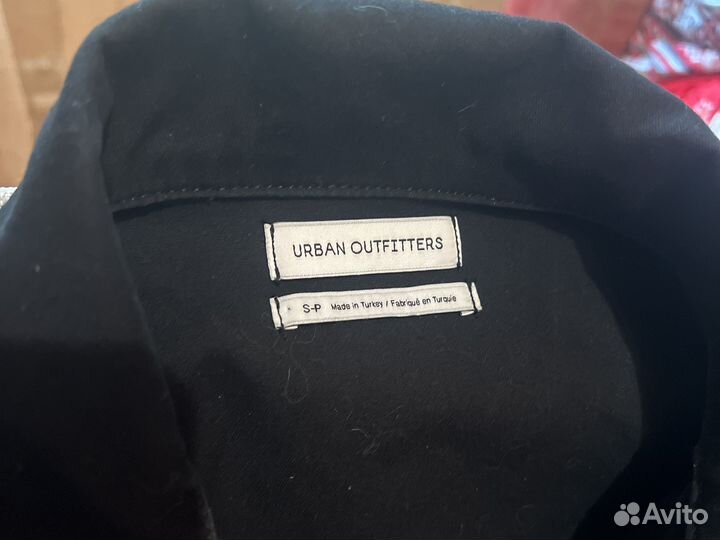 URBAN OUTFITTERS
S-P Made in Turkey / Fabriqué en Turquie
Avito